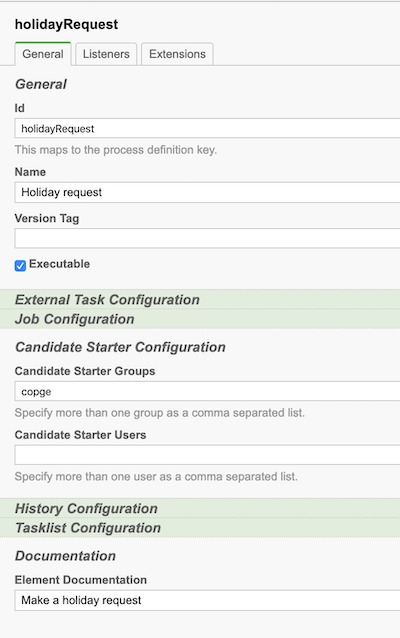 holidayRequest
General Listeners Extensions
General
Id
holidayRequest
This maps to the process definition key.
Name
Holiday request
Version Tag
Executable
External Task Configuration
Job Configuration
Candidate Starter Configuration
Candidate Starter Groups
copge
Specify more than one group as a comma separated list.
Candidate Starter Users
Specify more than one user as a comma separated list.
History Configuration
Tasklist Configuration
Documentation
Element Documentation
Make a holiday request